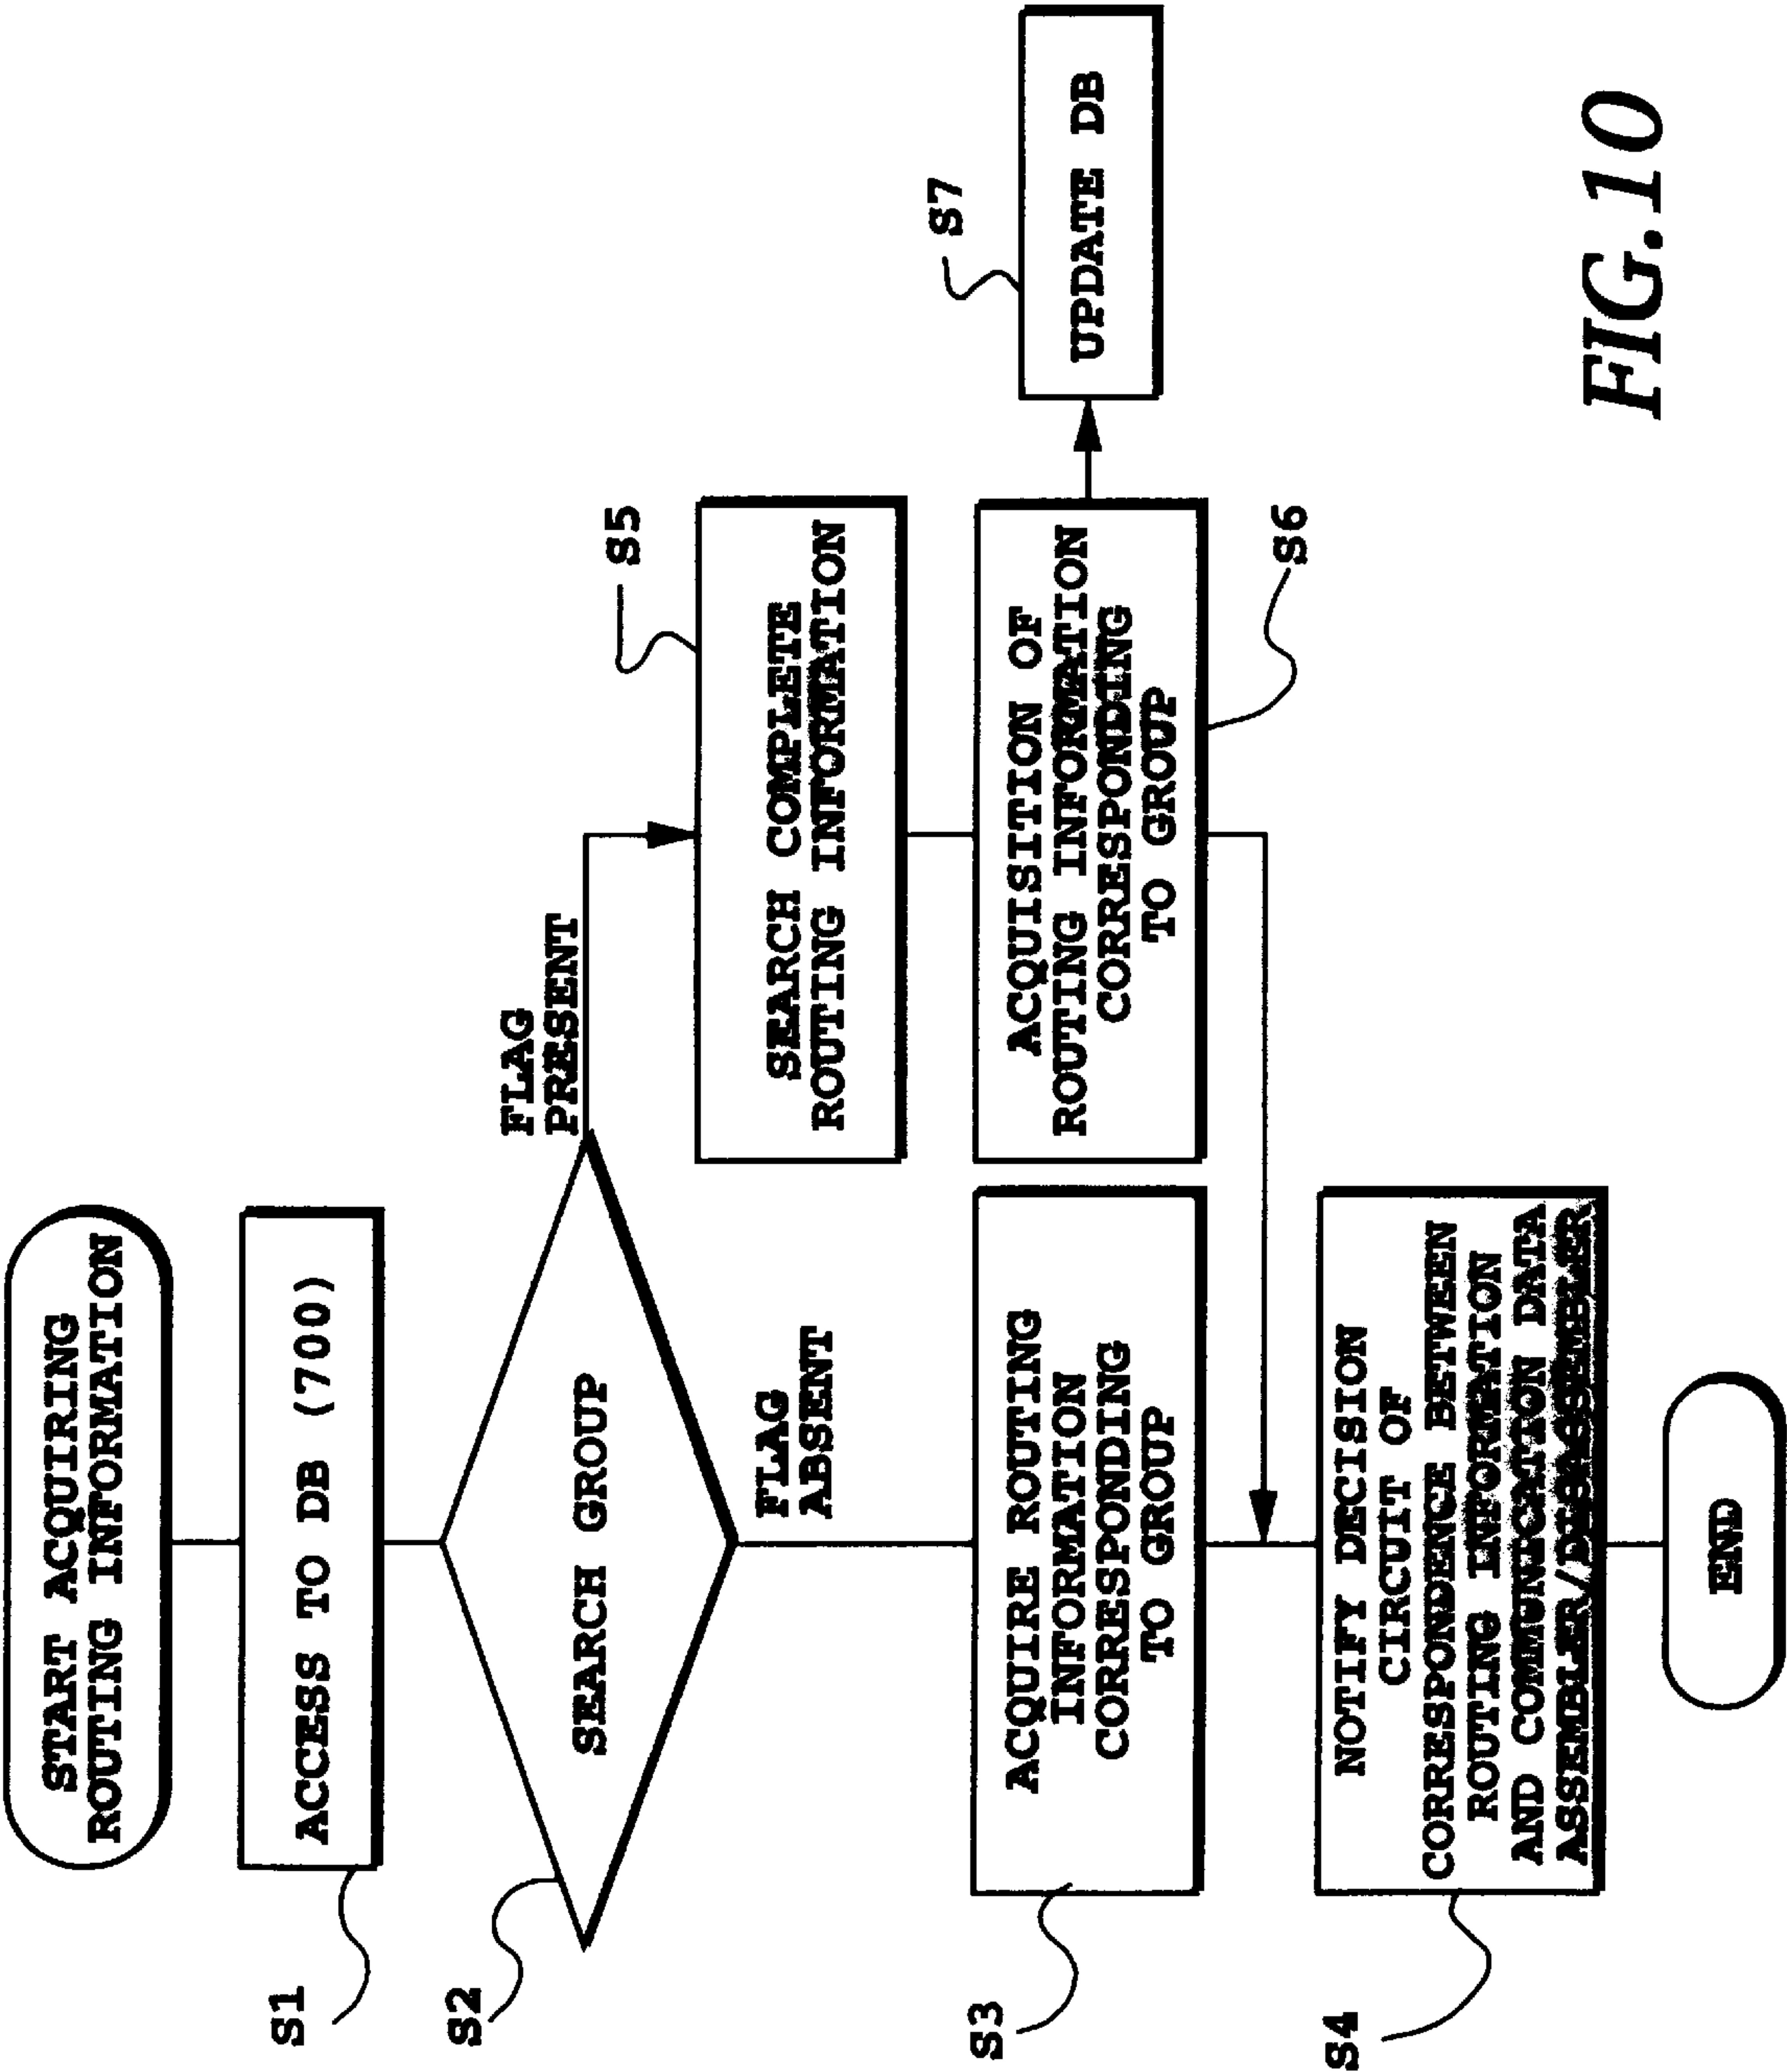 START ACQUIRING
ROUTING INFORMATION
S1
ACCESS TO DB (700)
S2
SEARCH GROUP
FLAG
PRESENT
FLAG
ABSENT
S5
SEARCH COMPLETE
ROUTING INFORMATION
S3
ACQUIRE ROUTING
INFORMATION
CORRESPONDING
TO GROUP
ACQUISITION OF
ROUTING INFORMATION
CORRESPONDING
TO GROUP
S6
S7
UPDATE DB
S4
NOTIFY DECISION
CIRCUIT OF
CORRESPONDENCE BETWEEN
ROUTING INFORMATION
AND COMMUNICATION DATA
ASSEMBLER/DISASSEMBLER
END
FIG.10